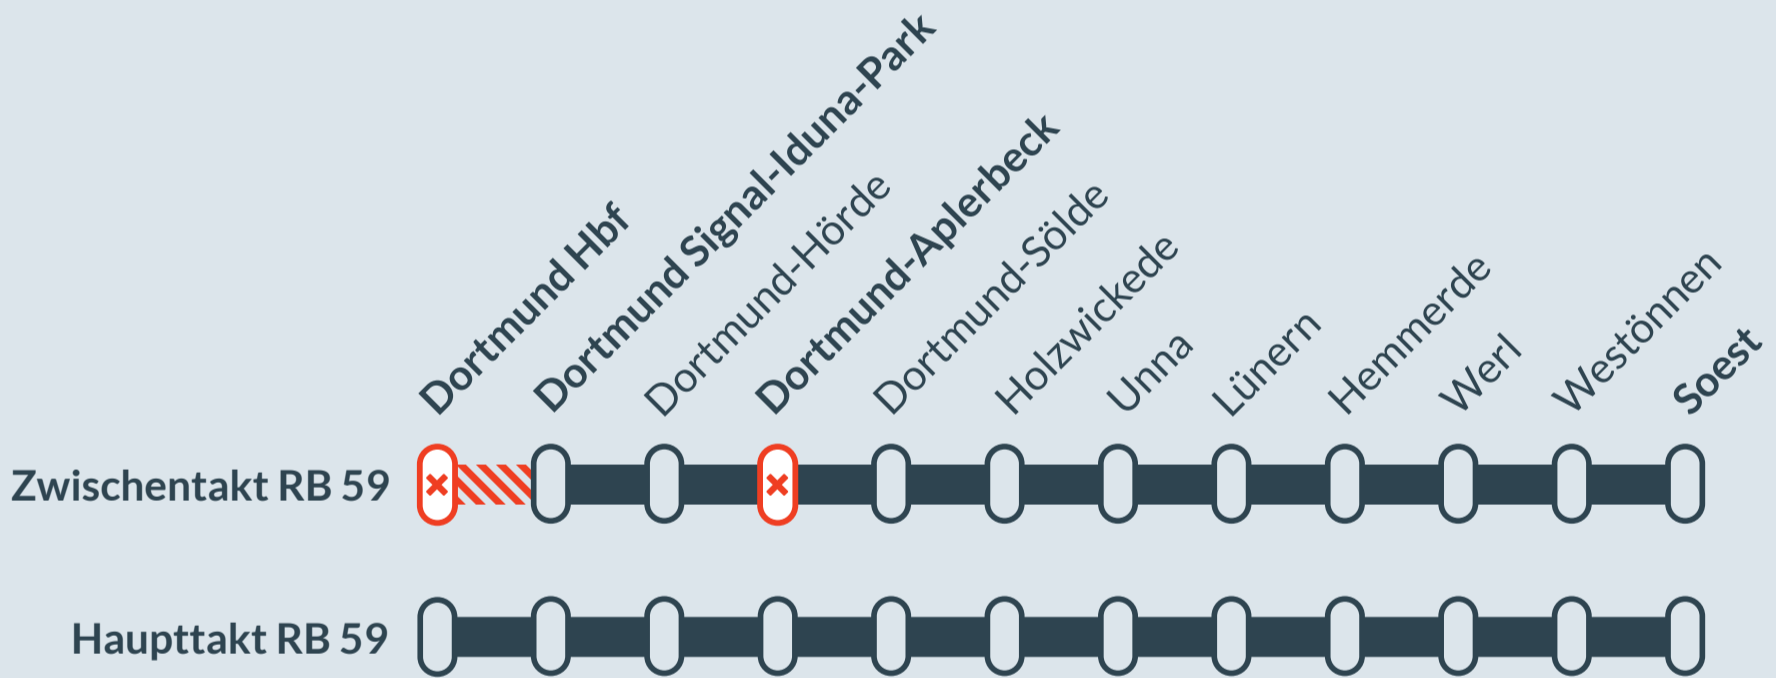 Dortmund Hbf
Dortmund Signal-Iduna-Park
Dortmund-Hörde
Dortmund-Aplerbeck
Dortmund-Sölde
Holzwickede
Unna
Lünern
Hemmerde
Werl
Westönnen
Soest
Zwischentakt RB 59
Haupttakt RB 59